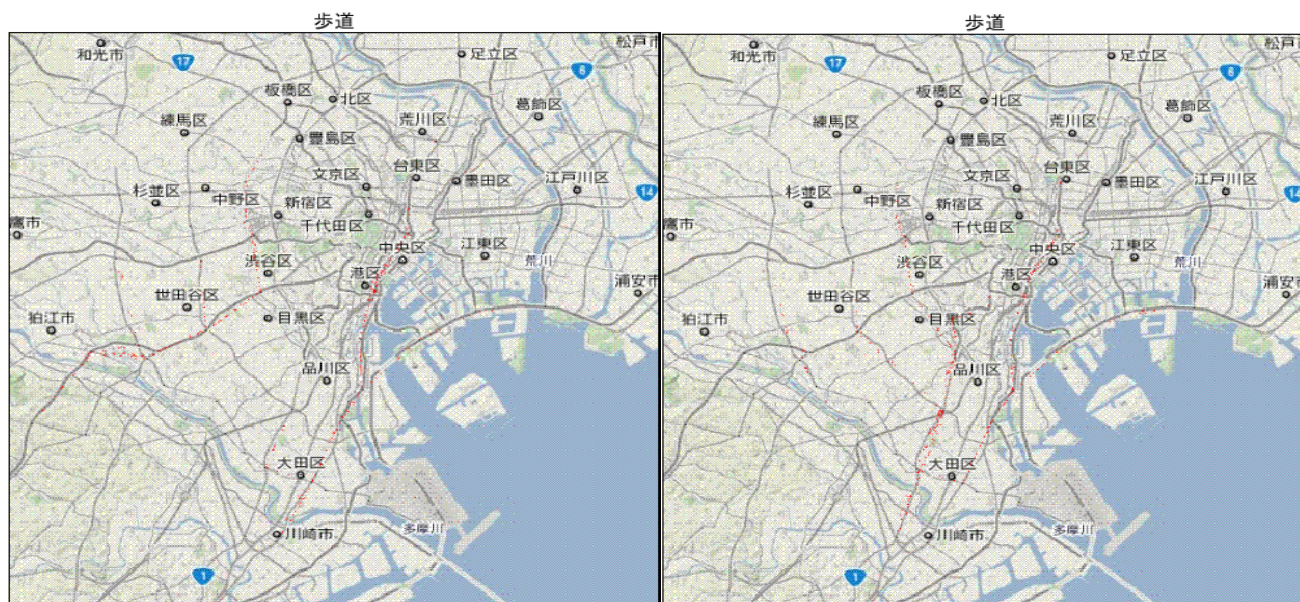 歩道
和光市
足立区
松戸市
17
6
板橋区
北区
葛飾区
練馬区
荒川区
豊島区
台東区
文京区
墨田区
江戸川区
14
杉並区
中野区
新宿区
千代田区
鷹市
中央区
江東区
荒川
渋谷区
港区
浦安市
世田谷区
狛江市
目黒区
品川区
大田区
多摩川
川崎市
1
歩道
和光市
足立区
松戸市
17
6
板橋区
北区
葛飾区
練馬区
荒川区
豊島区
台東区
文京区
墨田区
江戸川区
14
杉並区
中野区
新宿区
千代田区
鷹市
中央区
江東区
荒川
渋谷区
港区
浦安市
世田谷区
狛江市
目黒区
品川区
大田区
多摩川
川崎市
1